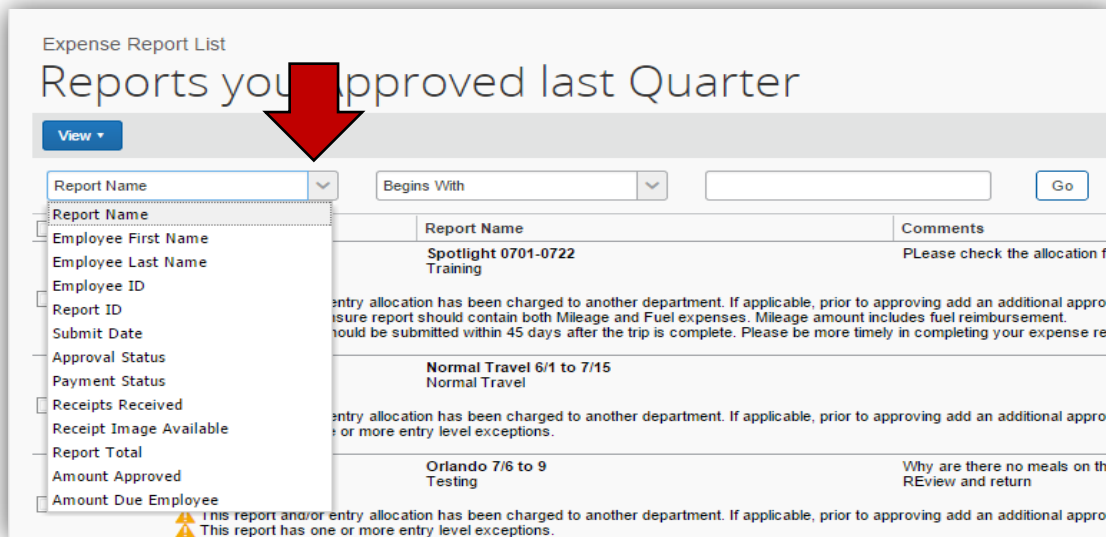 Expense Report List
Reports you Approved last Quarter
View
Report Name
Begins With
Go
Report Name
Employee First Name
Employee Last Name
Employee ID
Report ID
Submit Date
Approval Status
Payment Status
Receipts Received
Receipt Image Available
Report Total
Amount Approved
Amount Due Employee
Report Name Comments
Spotlight 0701-0722 PLease check the allocation
Training
entry allocation has been charged to another department. If applicable, prior to approving add an additional
report should contain both Mileage and Fuel expenses. Mileage amount includes fuel reimbursement.
be submitted within 45 days after the trip is complete. Please be more timely in completing your expense
Normal Travel 6/1 to 7/15
Normal Travel
entry allocation has been charged to another department. If applicable, prior to approving add an additional
or more entry level exceptions.
Orlando 7/6 to 9 Why are there no meals on
Testing REview and return
This report and/or entry allocation has been charged to another department. If applicable, prior to approving add an additional
This report has one or more entry level exceptions.